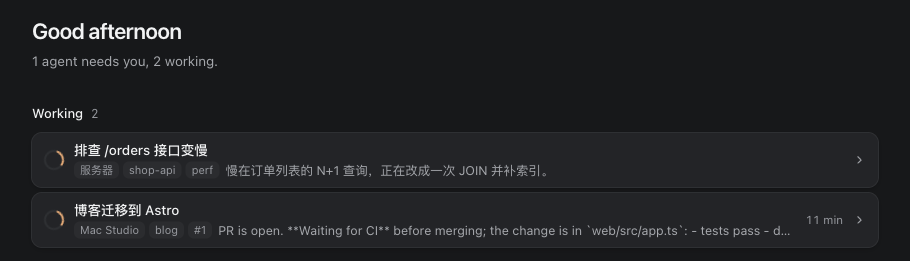 Good afternoon
1 agent needs you, 2 working.
Working 2
排查 /orders 接口变慢
服务器 shop-api perf 慢在订单列表的 N+1 查询，正在改成一次 JOIN 并补索引。
博客迁移到 Astro
11 min
Mac Studio blog #1 PR is open. **Waiting for CI** before merging; the change is in `web/src/app.ts`: - tests pass - d...